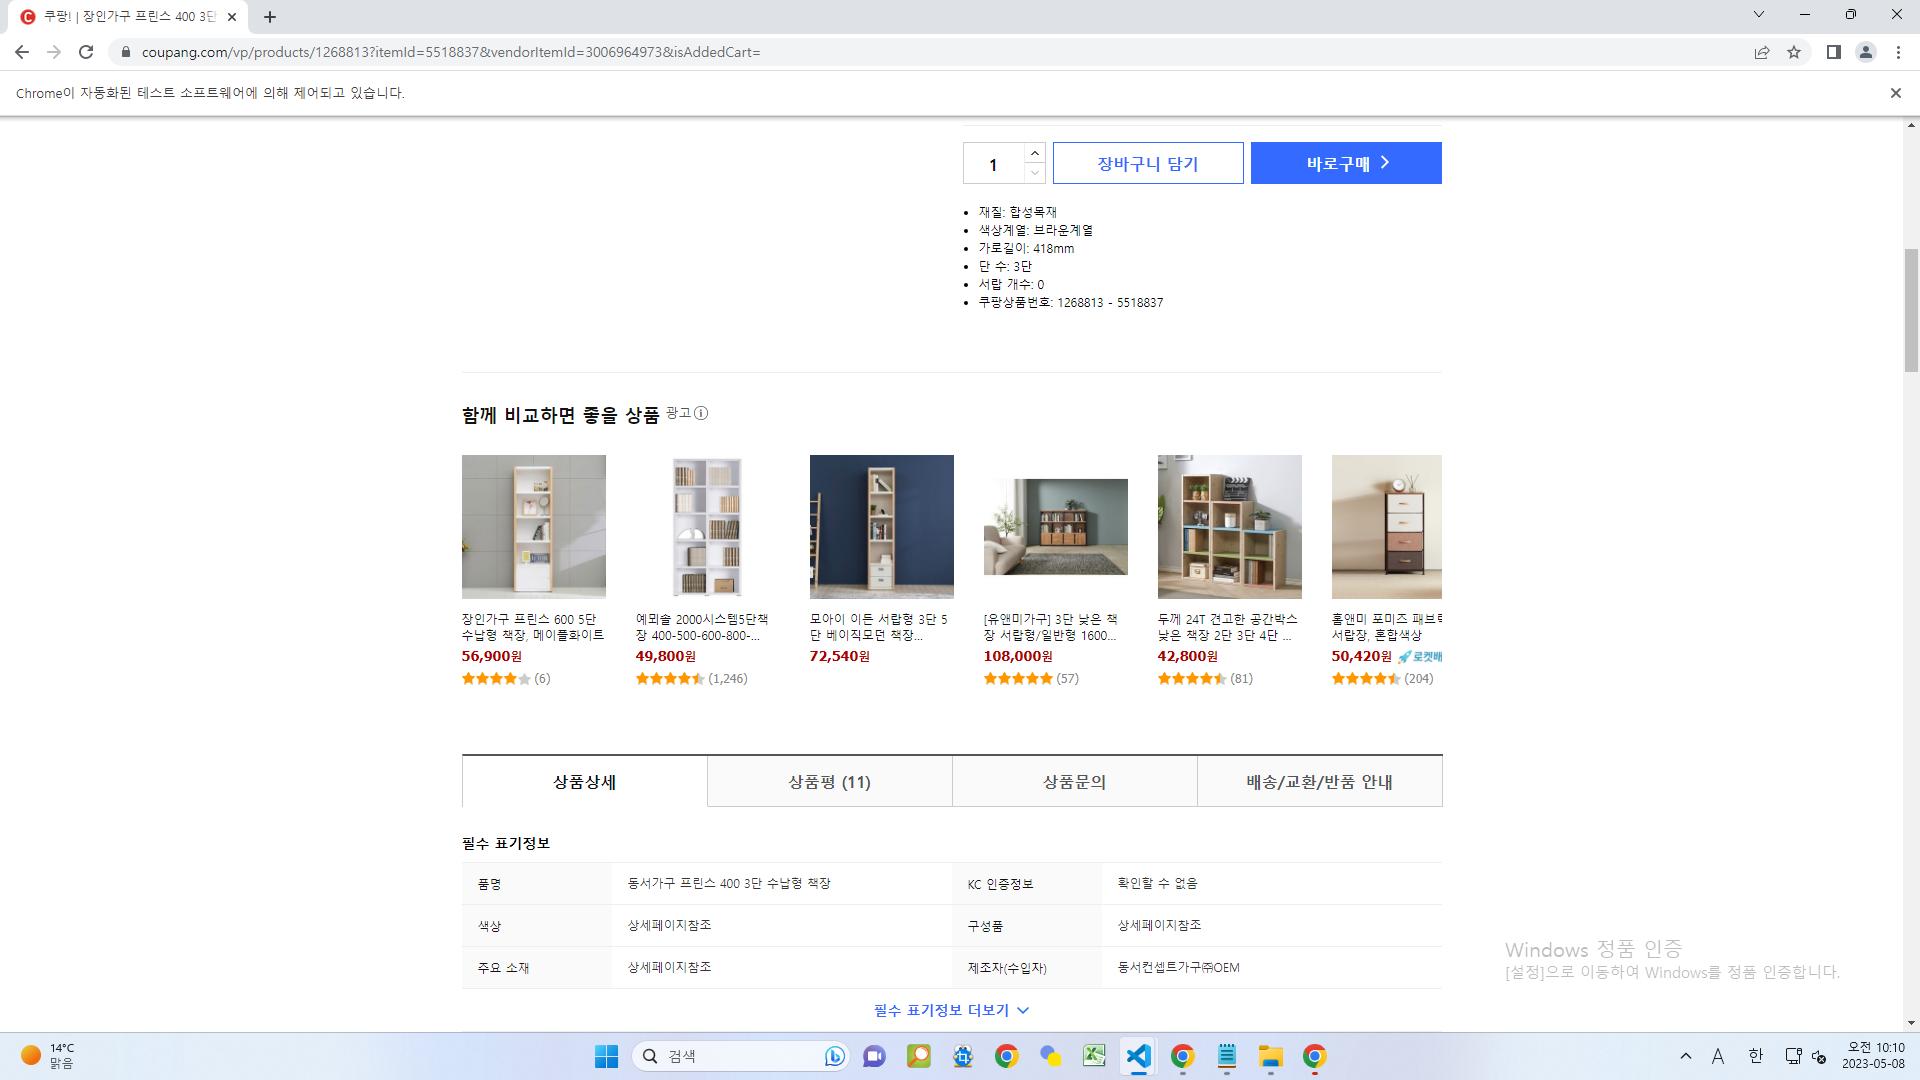 쿠팡! | 장인가구 프린스 400 3단
coupang.com/vp/products/1268813?itemId=5518837&vendorItemId=3006964973&isAddedCart=
Chrome이 자동화된 테스트 소프트웨어에 의해 제어되고 있습니다.
1
장바구니 담기
바로구매
재질: 합성목재
색상계열: 브라운계열
가로길이: 418mm
단 수: 3단
서랍 개수: 0
쿠팡상품번호: 1268813 - 5518837
함께 비교하면 좋을 상품 광고
장인가구 프린스 600 5단
수납형 책장, 메이플화이트
56,900원
(6)
예뫼솔 2000시스템5단책
장 400-500-600-800-...
49,800원
(1,246)
모아이 이든 서랍형 3단 5
단 베이직모던 책장...
72,540원
[유앤미가구] 3단 낮은 책
장 서랍형/일반형 1600...
108,000원
(57)
두께 24T 견고한 공간박스
낮은 책장 2단 3단 4단 ...
42,800원
(81)
홈앤미 포미즈 패브릭
서랍장, 혼합색상
50,420원 로켓배
(204)
상품상세
상품평 (11)
상품문의
배송/교환/반품 안내
필수 표기정보
품명 동서가구 프린스 400 3단 수납형 책장 KC 인증정보 확인할 수 없음
색상 상세페이지참조 구성품 상세페이지참조
주요 소재 상세페이지참조 제조자(수입자) 동서컨셉트가구㈜OEM
필수 표기정보 더보기
Windows 정품 인증
[설정]으로 이동하여 Windows를 정품 인증합니다.
14°C
맑음
검색
A
한
오전 10:10
2023-05-08